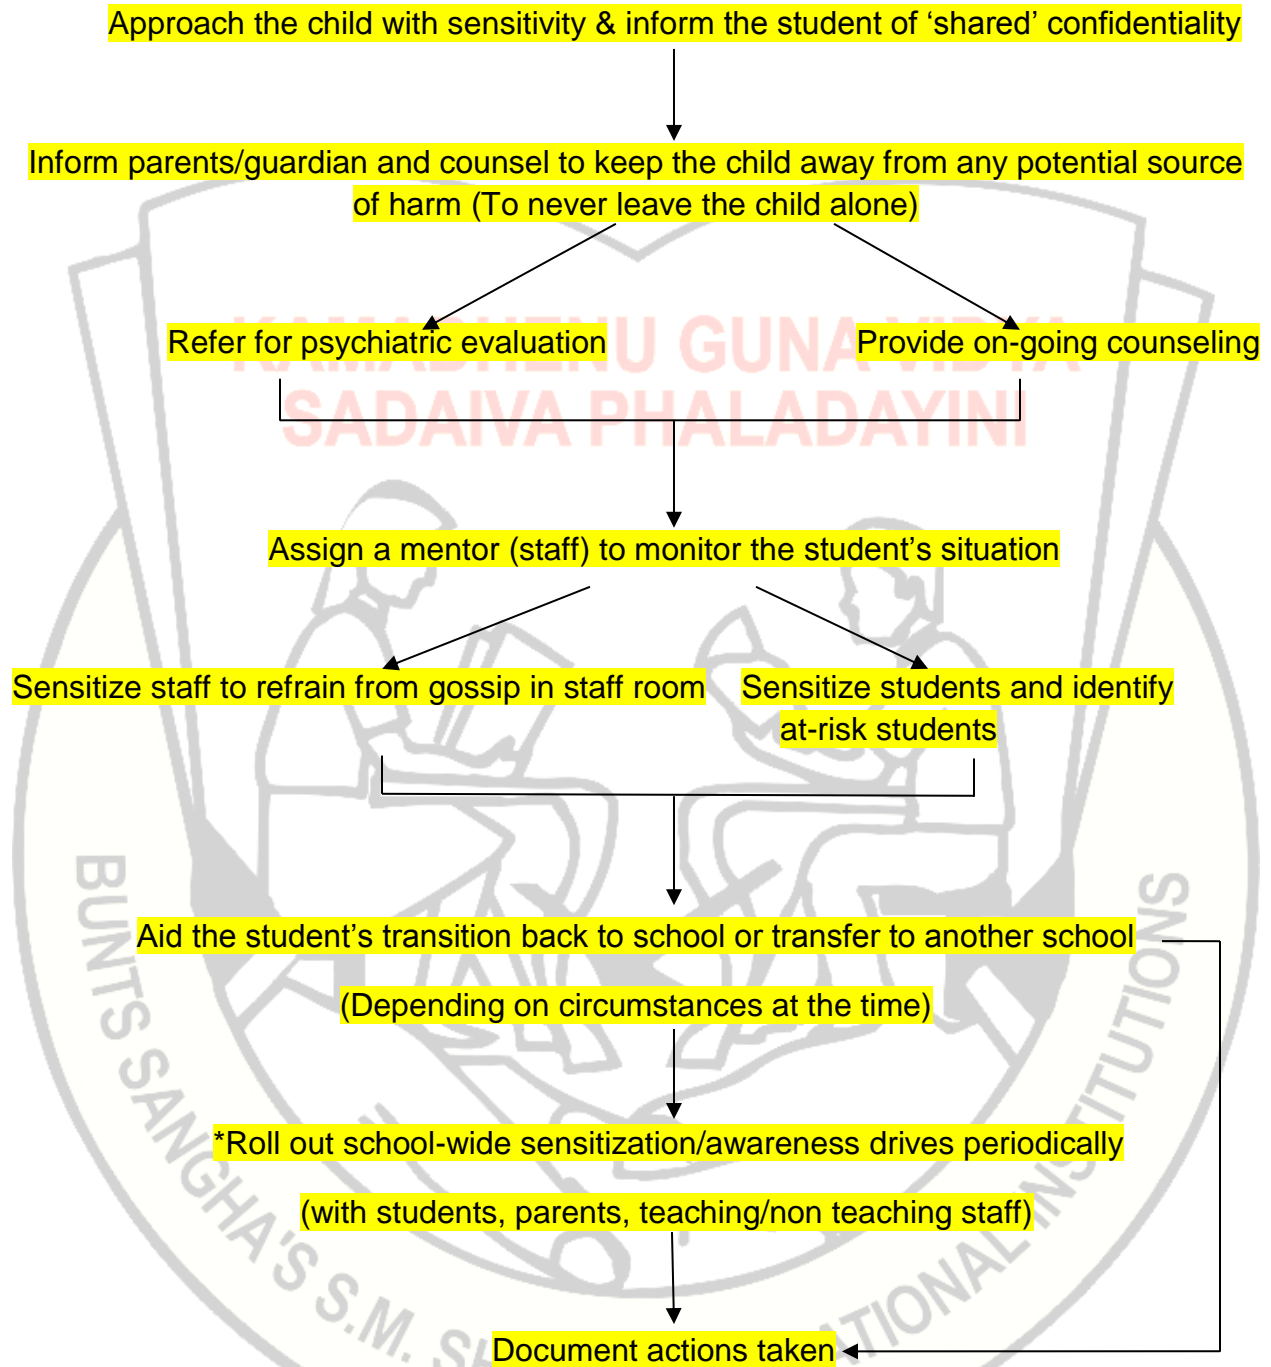 Approach the child with sensitivity & inform the student of ‘shared’ confidentiality
Inform parents/guardian and counsel to keep the child away from any potential source
of harm (To never leave the child alone)
KAMADHENU GUNA VIDYA
Refer for psychiatric evaluation
Provide on-going counseling
SADAIVA PHALADAYINI
Assign a mentor (staff) to monitor the student’s situation
Sensitize staff to refrain from gossip in staff room
Sensitize students and identify
at-risk students
Aid the student’s transition back to school or transfer to another school
(Depending on circumstances at the time)
*Roll out school-wide sensitization/awareness drives periodically
(with students, parents, teaching/non teaching staff)
Document actions taken
BUNTS SANGHA'S S.M. INSTITUTIONS